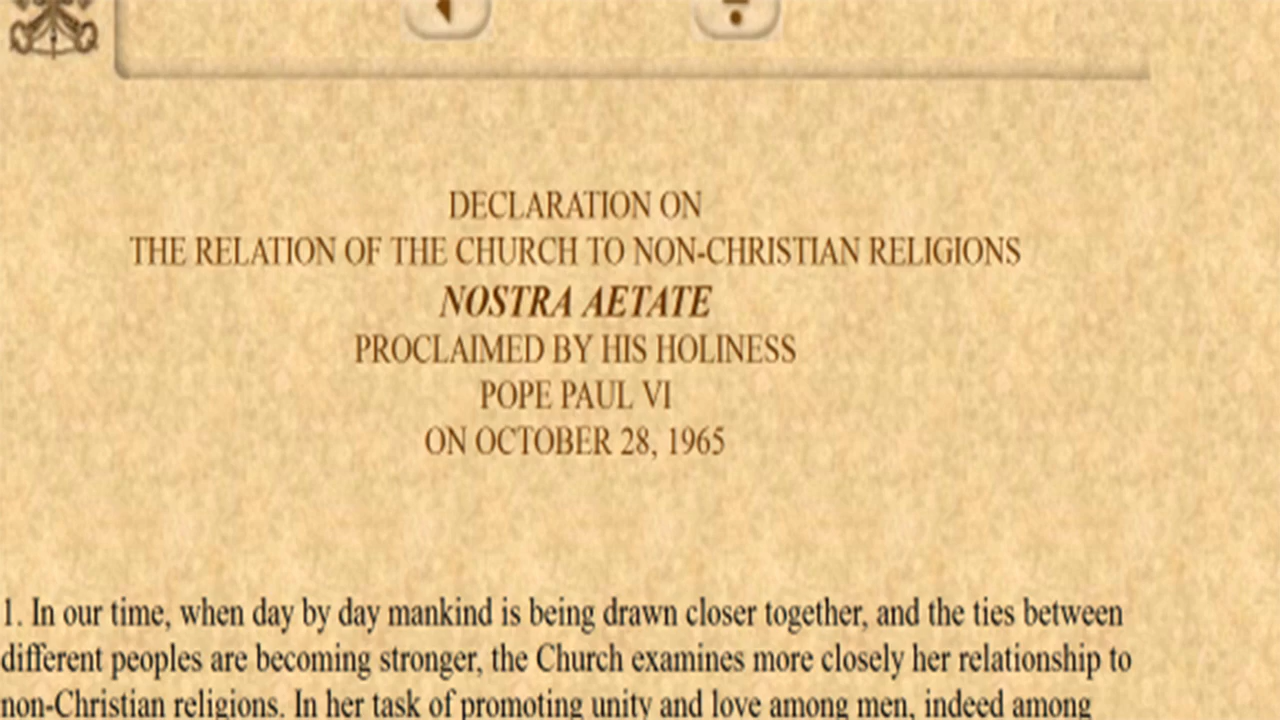 DECLARATION ON
THE RELATION OF THE CHURCH TO NON-CHRISTIAN RELIGIONS
NOSTRA AETATE
PROCLAIMED BY HIS HOLINESS
POPE PAUL VI
ON OCTOBER 28, 1965
1. In our time, when day by day mankind is being drawn closer together, and the ties between
different peoples are becoming stronger, the Church examines more closely her relationship to
non-Christian religions. In her task of promoting unity and love among men, indeed among